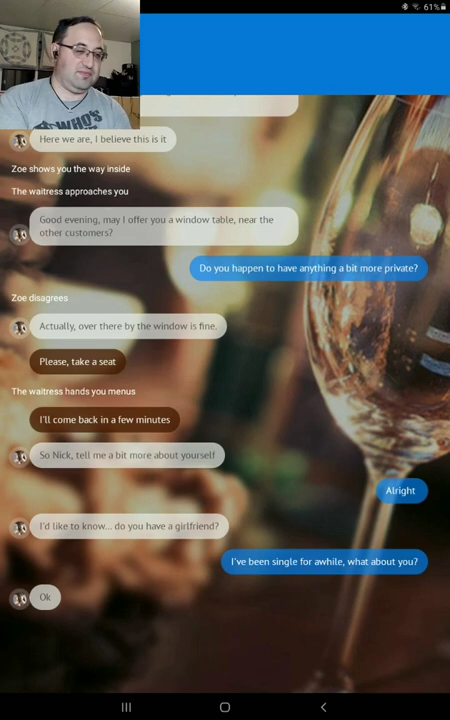 61%
WHO'S
Here we are, I believe this is it
Zoe shows you the way inside
The waitress approaches you
Good evening, may I offer you a window table, near the
other customers?
Do you happen to have anything a bit more private?
Zoe disagrees
Actually, over there by the window is fine.
Please, take a seat
The waitress hands you menus
I'll come back in a few minutes
So Nick, tell me a bit more about yourself
Alright
I'd like to know... do you have a girlfriend?
I've been single for awhile, what about you?
Ok